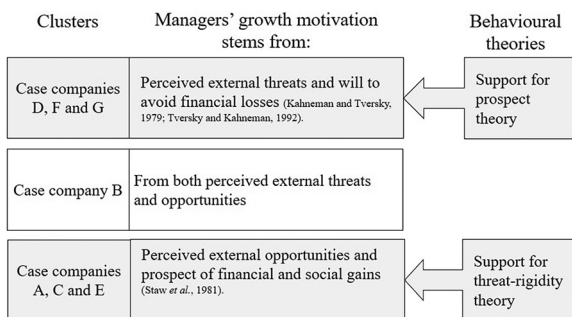 Clusters
Managers' growth motivation
stems from:
Behavioural
theories
Case companies
D, F and G
Perceived external threats and will to
avoid financial losses (Kahneman and Tversky,
1979; Tversky and Kahneman, 1992).
Support for
prospect
theory
Case company B
From both perceived external threats
and opportunities
Case companies
A, C and E
Perceived external opportunities and
prospect of financial and social gains
(Staw et al., 1981).
Support for
threat-rigidity
theory